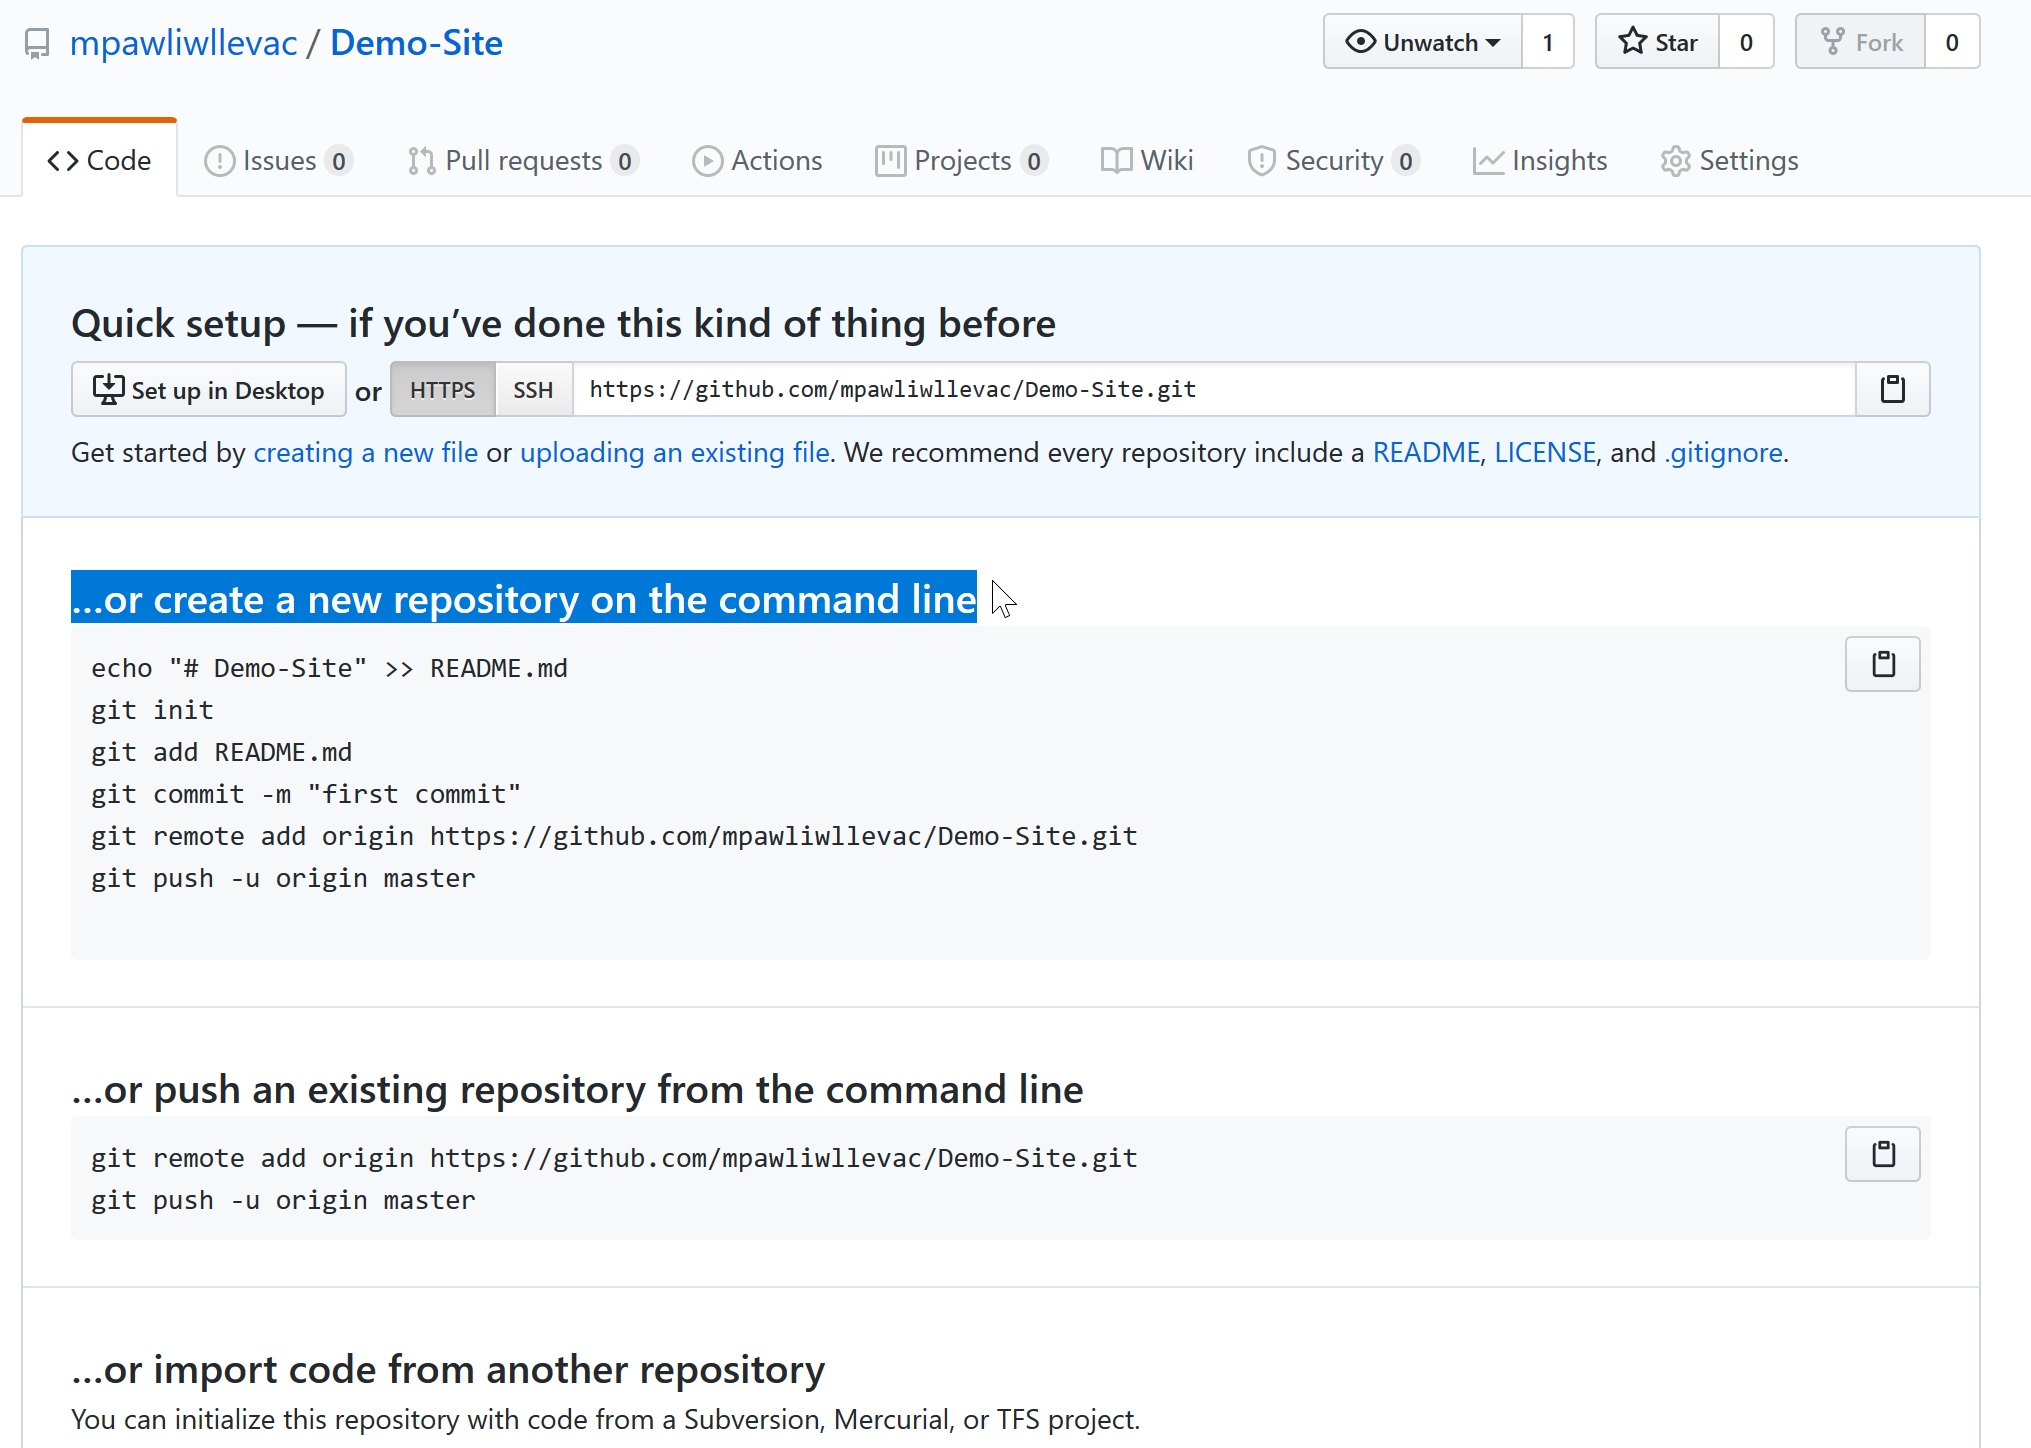 mpawliwllevac / Demo-Site
Unwatch 1 Star 0 Fork 0
Code Issues 0 Pull requests 0 Actions Projects 0 Wiki Security 0 Insights Settings
Quick setup — if you’ve done this kind of thing before
Set up in Desktop or HTTPS SSH https://github.com/mpawliwllevac/Demo-Site.git
Get started by creating a new file or uploading an existing file. We recommend every repository include a README, LICENSE, and .gitignore.
…or create a new repository on the command line
echo "# Demo-Site" >> README.md
git init
git add README.md
git commit -m "first commit"
git remote add origin https://github.com/mpawliwllevac/Demo-Site.git
git push -u origin master
…or push an existing repository from the command line
git remote add origin https://github.com/mpawliwllevac/Demo-Site.git
git push -u origin master
…or import code from another repository
You can initialize this repository with code from a Subversion, Mercurial, or TFS project.